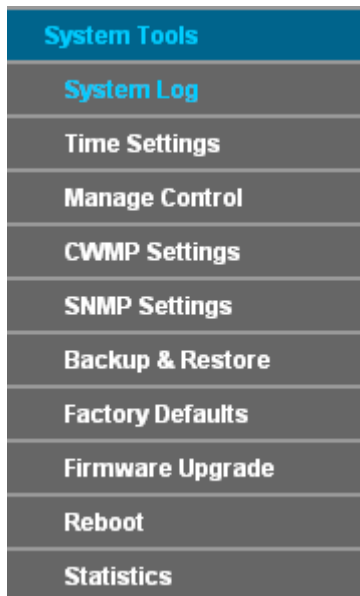 System Tools
System Log
Time Settings
Manage Control
CWMP Settings
SNMP Settings
Backup & Restore
Factory Defaults
Firmware Upgrade
Reboot
Statistics